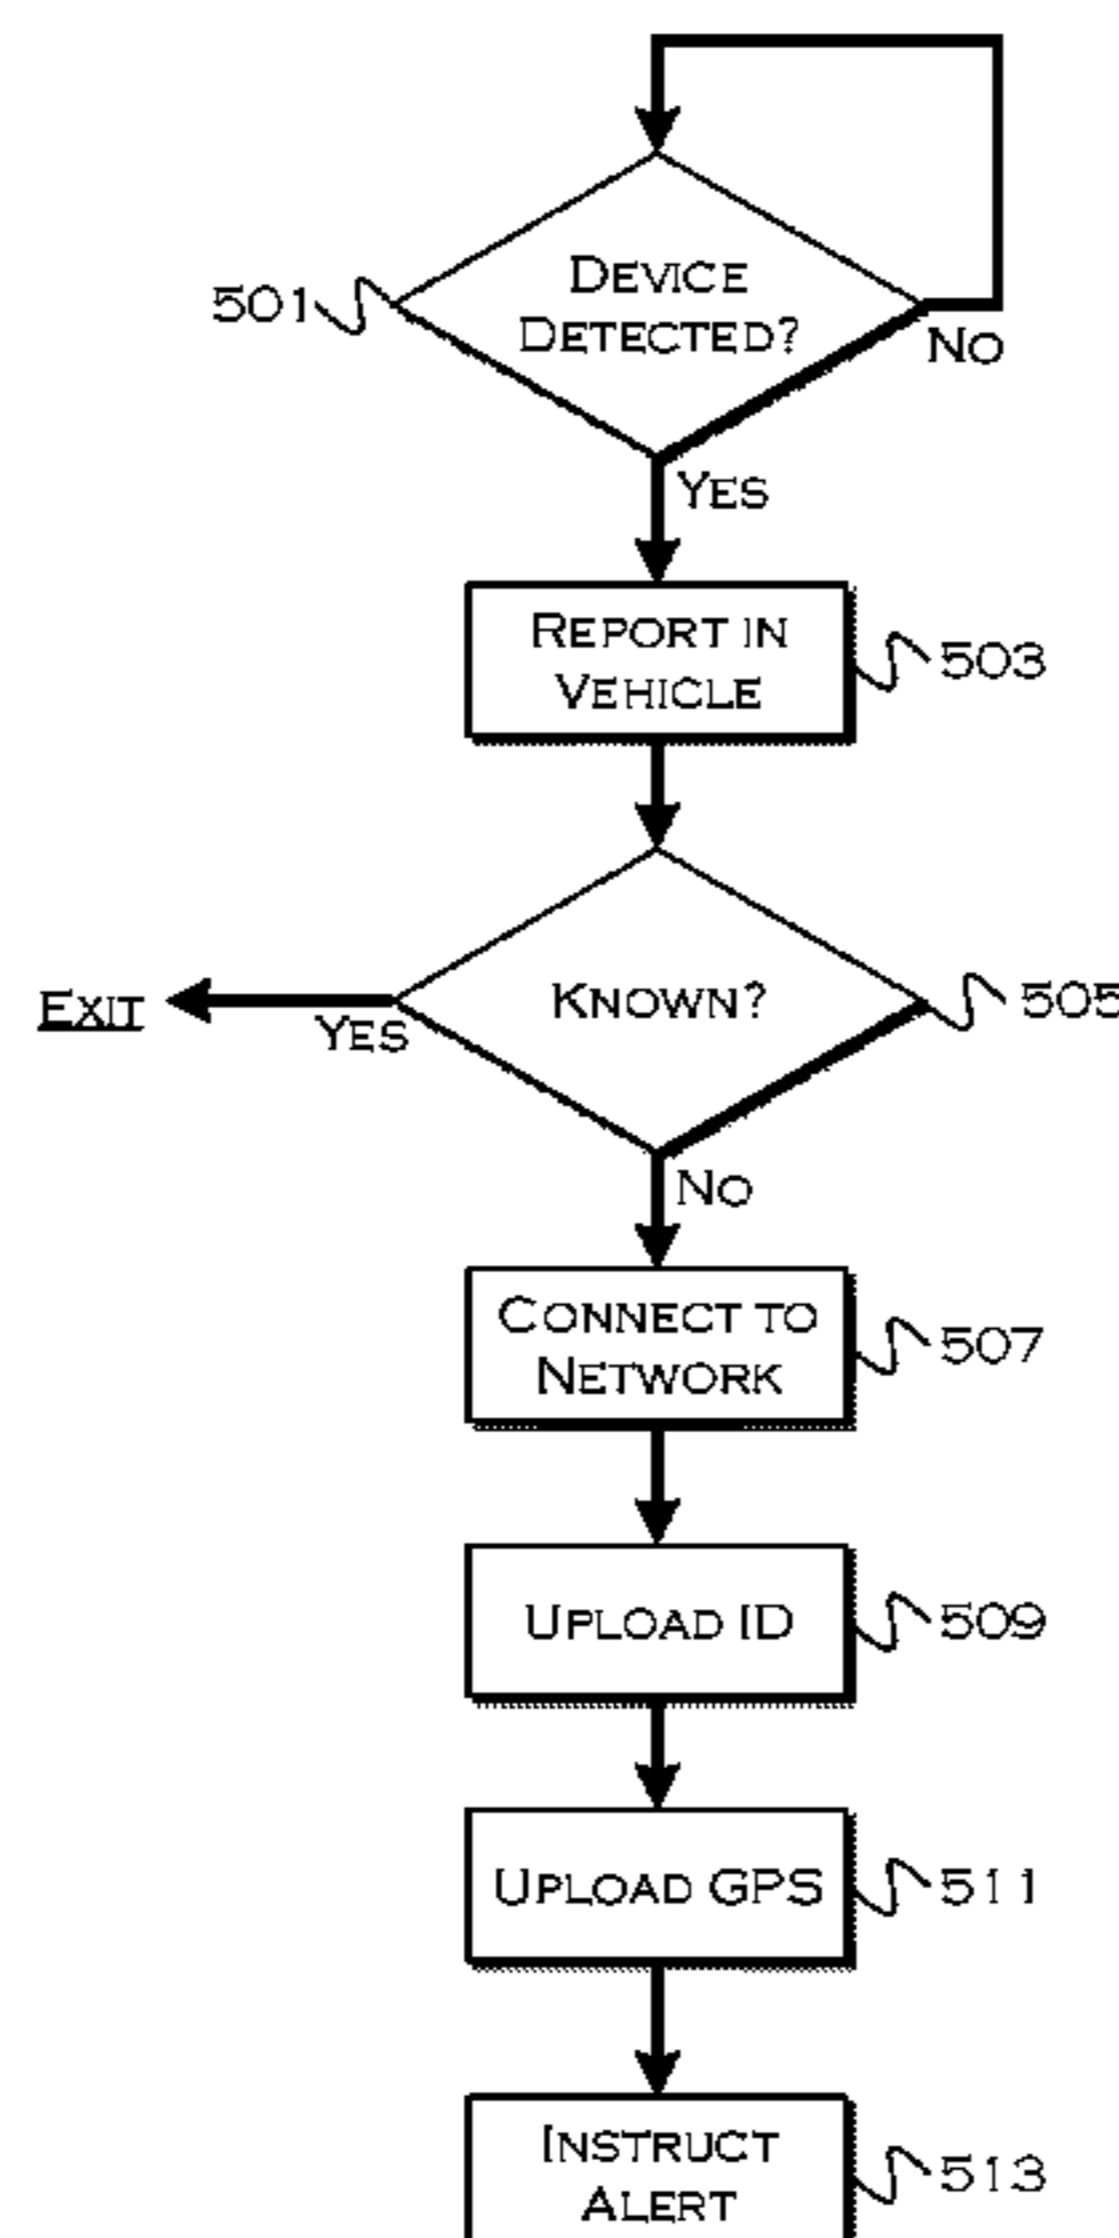 DEVICE
DETECTED?
501
NO
YES
REPORT IN
VEHICLE
503
KNOWN?
505
EXIT
YES
NO
CONNECT TO
NETWORK
507
UPLOAD ID
509
UPLOAD GPS
511
INSTRUCT
ALERT
513